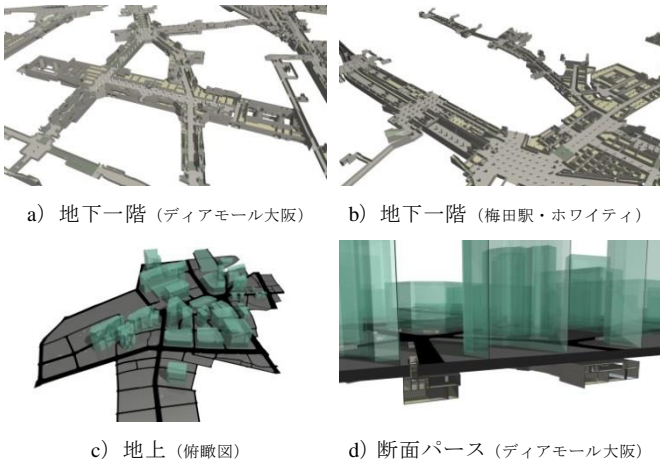 a) 地下一階（ディアモール大阪）
b) 地下一階（梅田駅・ホワイティ）
c) 地上（俯瞰図）
d) 断面パース（ディアモール大阪）